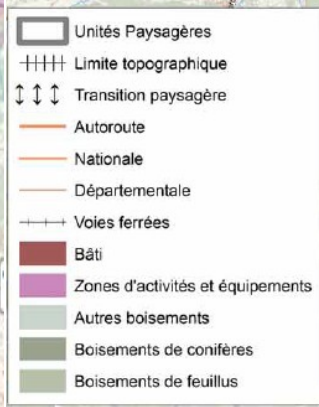 Unités Paysagères
Limite topographique
Transition paysagère
Autoroute
Nationale
Départementale
Voies ferrées
Bâti
Zones d'activités et équipements
Autres boisements
Boisements de conifères
Boisements de feuillus